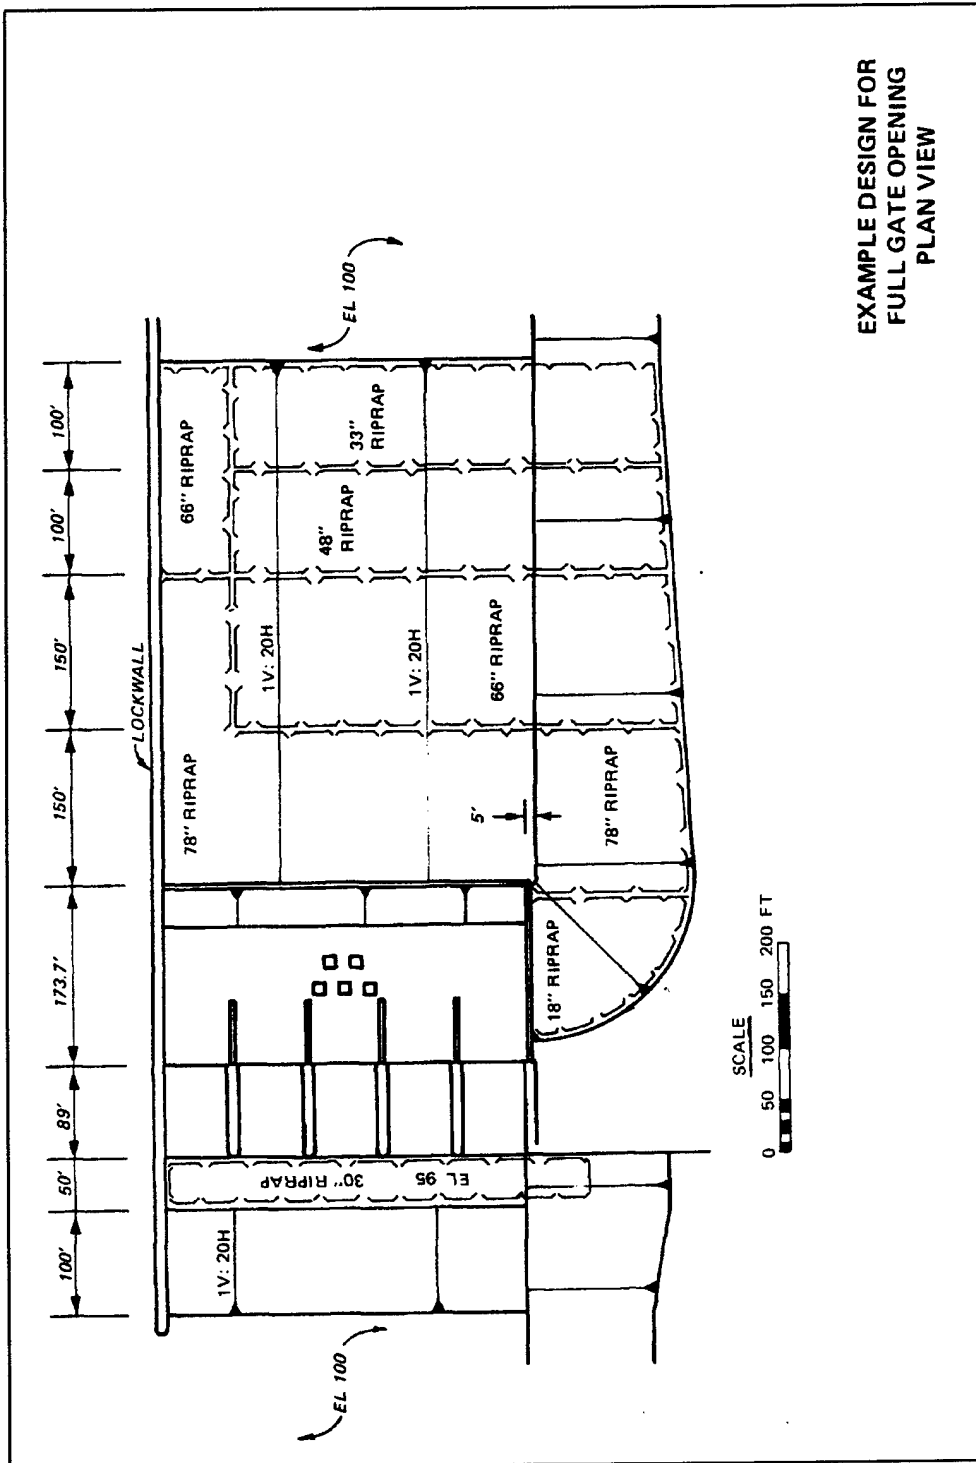 100'
50'
89'
173.7'
150'
150'
100'
100'
LOCKWALL
78" RIPRAP
66" RIPRAP
1V: 20H
1V: 20H
30" RIPRAP
EL 95
48"
RIPRAP
33"
RIPRAP
EL 100
EL 100
1V: 20H
66" RIPRAP
5'
18" RIPRAP
78" RIPRAP
SCALE
0 50 100 150 200 FT
EXAMPLE DESIGN FOR
FULL GATE OPENING
PLAN VIEW